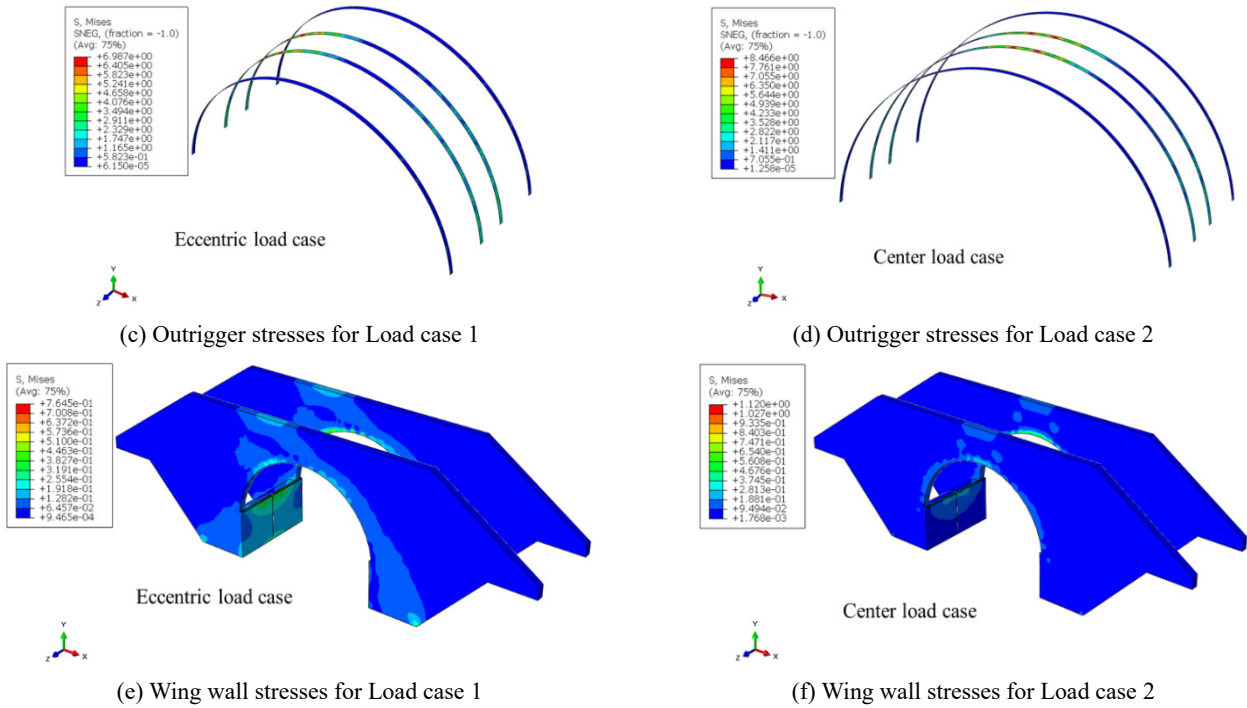 S, Mises
SNEG, (fraction = -1.0)
(Avg: 75%)
+6.987e+00
+6.405e+00
+5.823e+00
+5.241e+00
+4.658e+00
+4.076e+00
+3.494e+00
+2.911e+00
+2.329e+00
+1.747e+00
+1.165e+00
+5.823e-01
+6.150e-05
Eccentric load case
Y
Z
X
(c) Outrigger stresses for Load case 1
S, Mises
SNEG, (fraction = -1.0)
(Avg: 75%)
+8.466e+00
+7.761e+00
+7.055e+00
+6.350e+00
+5.644e+00
+4.939e+00
+4.233e+00
+3.528e+00
+2.822e+00
+2.117e+00
+1.411e+00
+7.055e-01
+1.258e-05
Center load case
Y
Z
X
(d) Outrigger stresses for Load case 2
S, Mises
(Avg: 75%)
+7.645e-01
+7.008e-01
+6.372e-01
+5.736e-01
+5.100e-01
+4.463e-01
+3.827e-01
+3.191e-01
+2.554e-01
+1.918e-01
+1.282e-01
+6.457e-02
+9.465e-04
Eccentric load case
Y
Z
X
(e) Wing wall stresses for Load case 1
S, Mises
(Avg: 75%)
+1.120e+00
+1.027e+00
+9.335e-01
+8.403e-01
+7.471e-01
+6.540e-01
+5.608e-01
+4.676e-01
+3.745e-01
+2.813e-01
+1.881e-01
+9.494e-02
+1.768e-03
Center load case
Y
Z
X
(f) Wing wall stresses for Load case 2